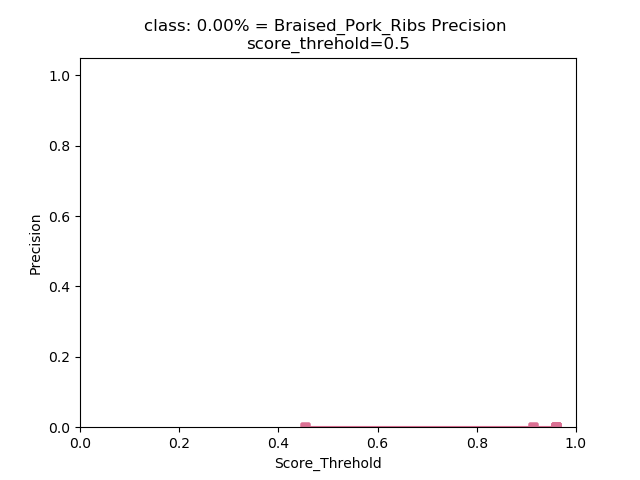 class: 0.00% = Braised_Pork_Ribs Precision
score_threhold=0.5
1.0
0.8
Precision
0.6
0.4
0.2
0.0
0.0 0.2 0.4 0.6 0.8 1.0
Score_Threhold